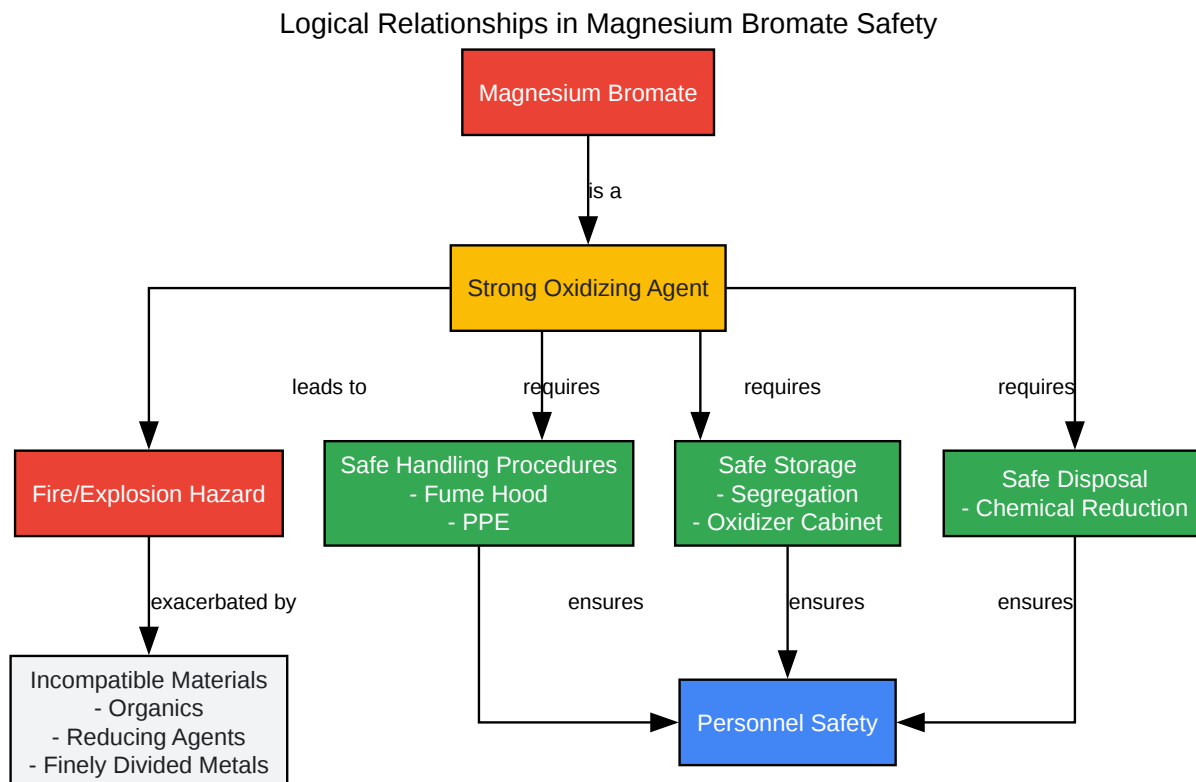 Logical Relationships in Magnesium Bromate Safety
Magnesium Bromate
is a
Strong Oxidizing Agent
leads to
requires
requires
requires
Fire/Explosion Hazard
Safe Handling Procedures
- Fume Hood
- PPE
Safe Storage
- Segregation
- Oxidizer Cabinet
Safe Disposal
- Chemical Reduction
exacerbated by
ensures
ensures
ensures
Incompatible Materials
- Organics
- Reducing Agents
- Finely Divided Metals
Personnel Safety